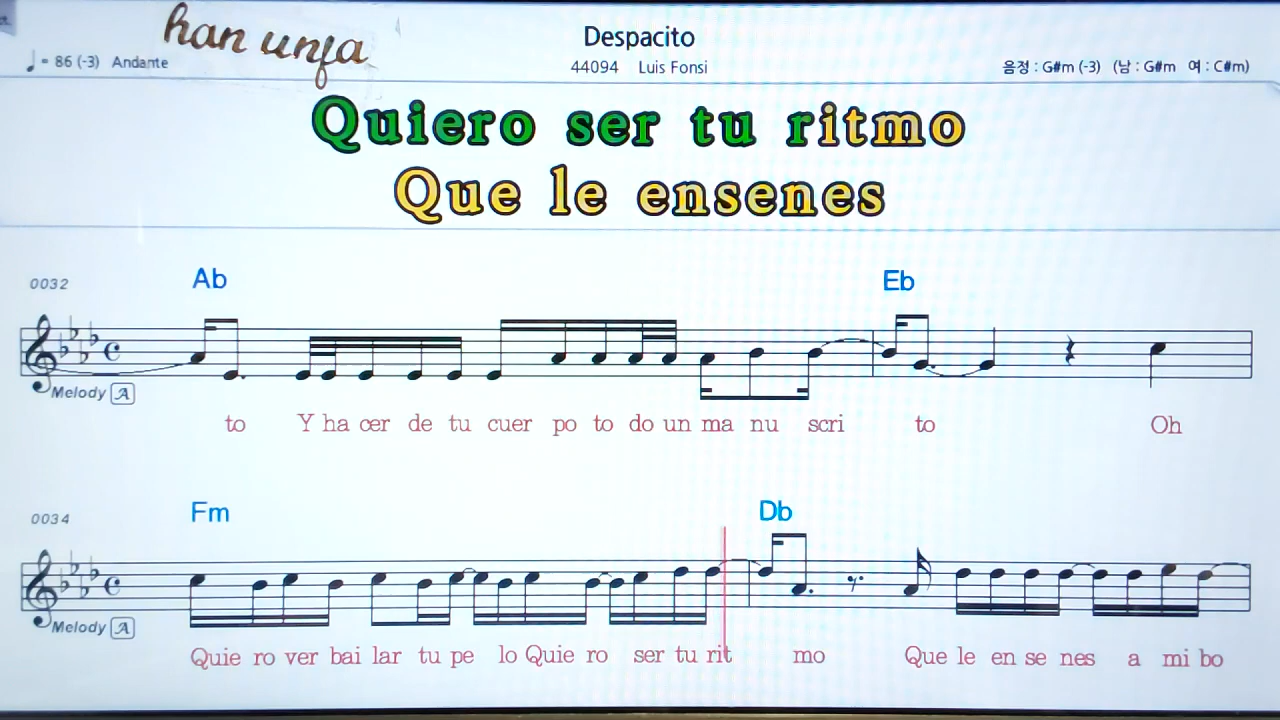 han unja
Despacito
♩ = 86 (-3) Andante
44094 Luis Fonsi
음정 : G#m (-3) (남 : G#m 여 : C#m)
Quiero ser tu ritmo
Que le ensenes
0032
Ab Eb
Melody A
to Y ha cer de tu cuer po to do un ma nu scri to Oh
0034
Fm Db
Melody A
Quie ro ver bai lar tu pe lo Quie ro ser tu rit mo Que le en se nes a mi bo